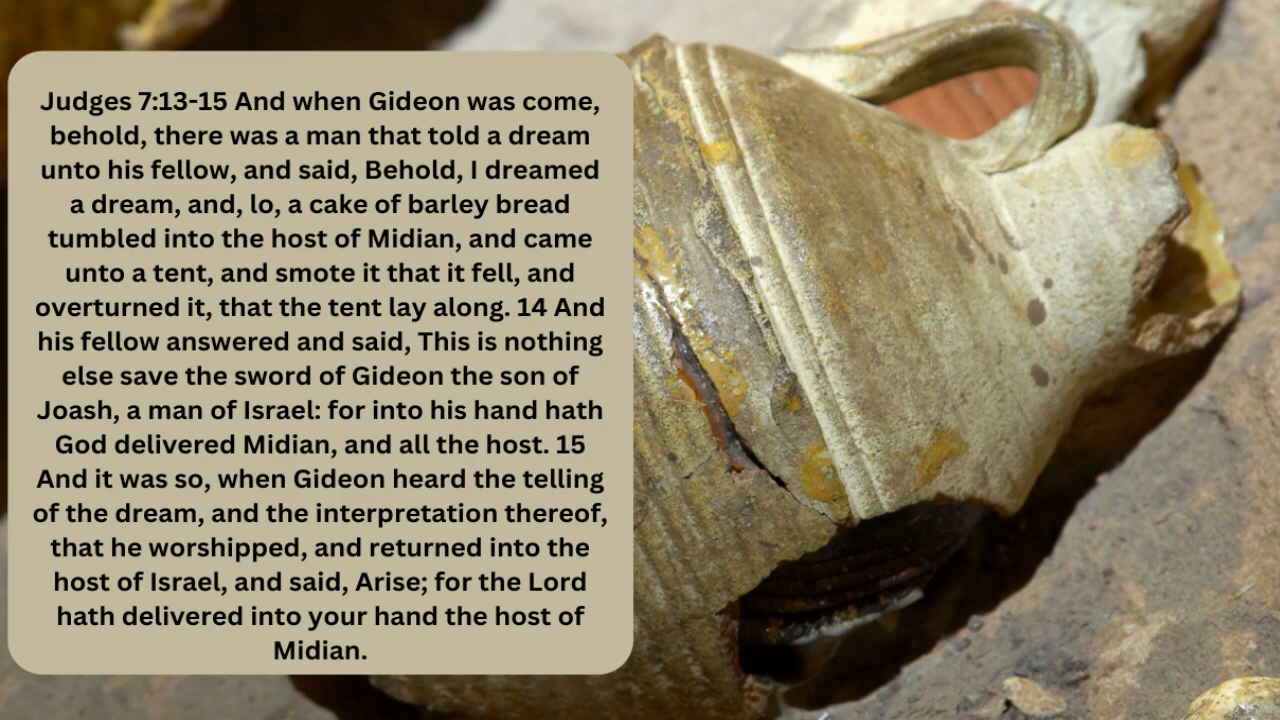 Judges 7:13-15 And when Gideon was come,
behold, there was a man that told a dream
unto his fellow, and said, Behold, I dreamed
a dream, and, lo, a cake of barley bread
tumbled into the host of Midian, and came
unto a tent, and smote it that it fell, and
overturned it, that the tent lay along. 14 And
his fellow answered and said, This is nothing
else save the sword of Gideon the son of
Joash, a man of Israel: for into his hand hath
God delivered Midian, and all the host. 15
And it was so, when Gideon heard the telling
of the dream, and the interpretation thereof,
that he worshipped, and returned into the
host of Israel, and said, Arise; for the Lord
hath delivered into your hand the host of
Midian.